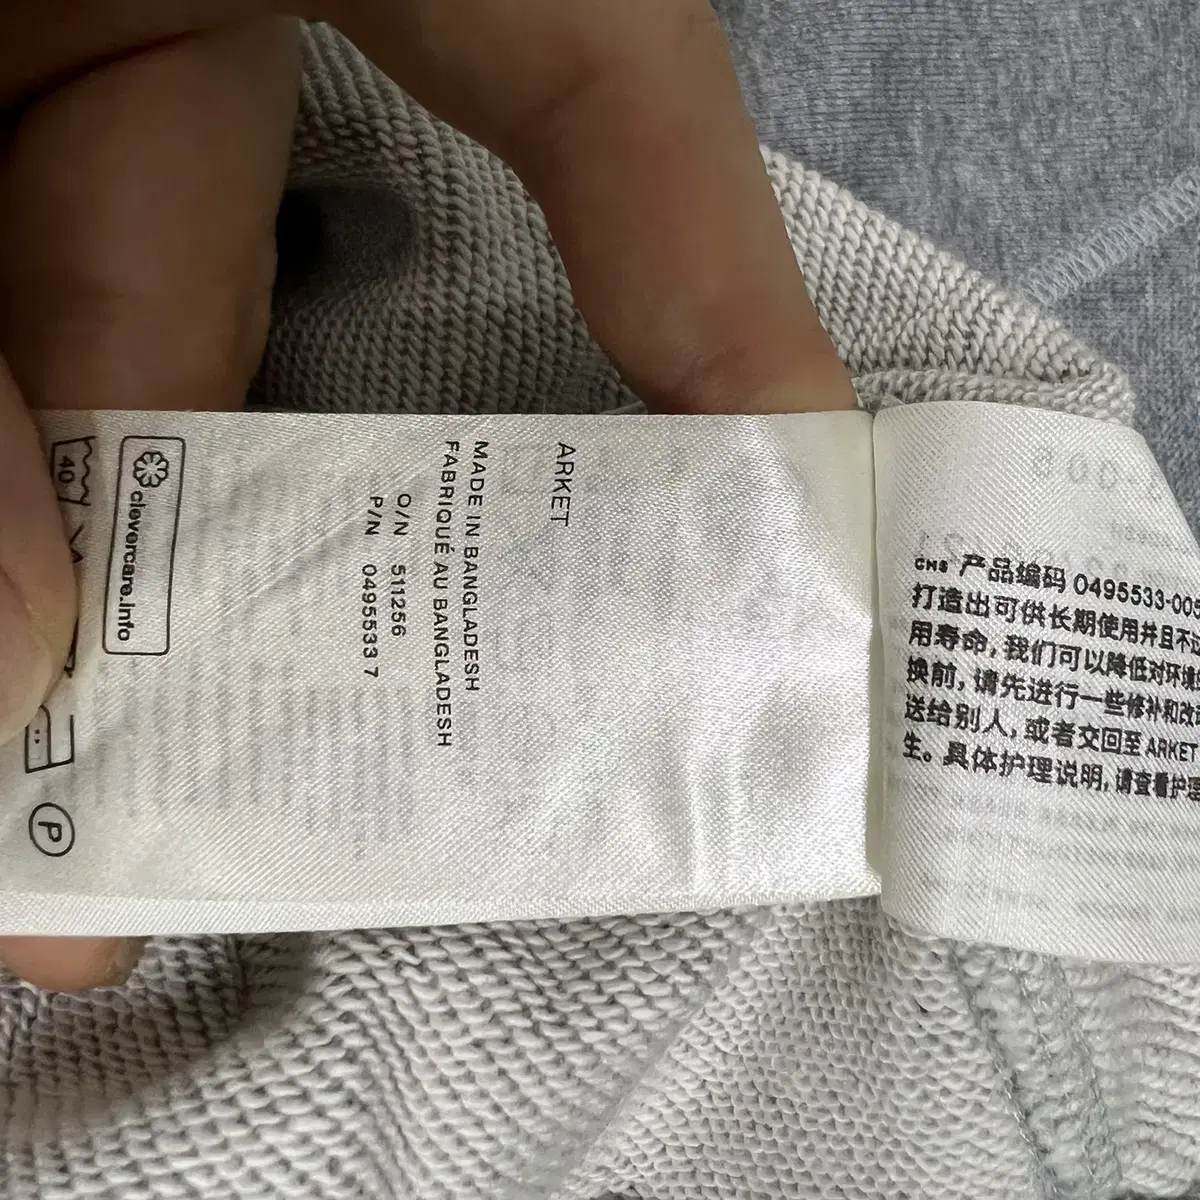 ARKET
MADE IN BANGLADESH
FABRIQUÉ AU BANGLADESH
O/N 511256
P/N 0495533 7
clevercare.info
40
P
CNS 产品编码 0495533-005
打造出可供长期使用并且不过
用寿命，我们可以降低对环境
换前，请先进行一些修补和改
送给别人，或者交回至 ARKET
生。具体护理说明，请查看护理